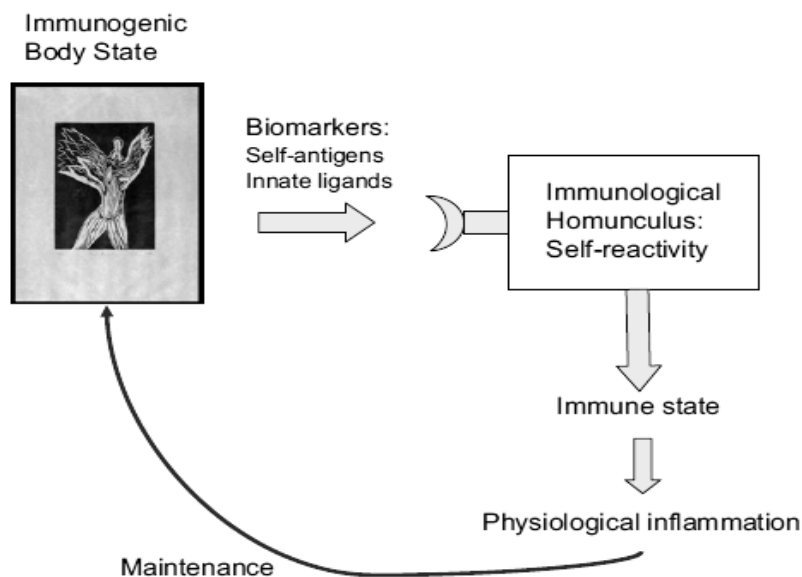 Immunogenic
Body State
Biomarkers:
Self-antigens
Innate ligands
Immunological
Homunculus:
Self-reactivity
Immune state
Physiological inflammation
Maintenance